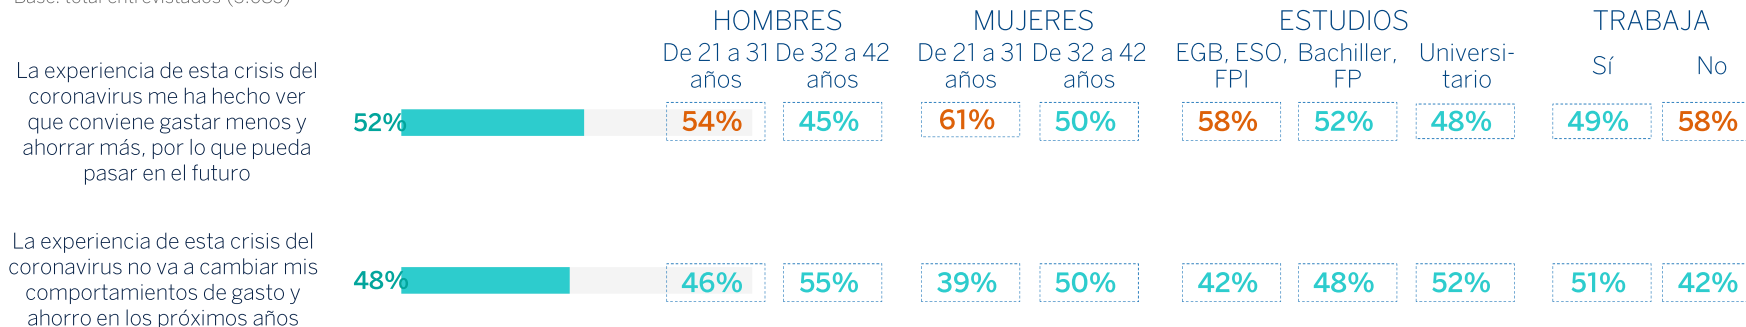 HOMBRES MUJERES ESTUDIOS TRABAJA
De 21 a 31 años De 32 a 42 años De 21 a 31 años De 32 a 42 años EGB, ESO, FPI Bachiller, FP Universi-tario Sí No
La experiencia de esta crisis del
coronavirus me ha hecho ver
que conviene gastar menos y
ahorrar más, por lo que pueda
pasar en el futuro
52% 54% 45% 61% 50% 58% 52% 48% 49% 58%
La experiencia de esta crisis del
coronavirus no va a cambiar mis
comportamientos de gasto y
ahorro en los próximos años
48% 46% 55% 39% 50% 42% 48% 52% 51% 42%